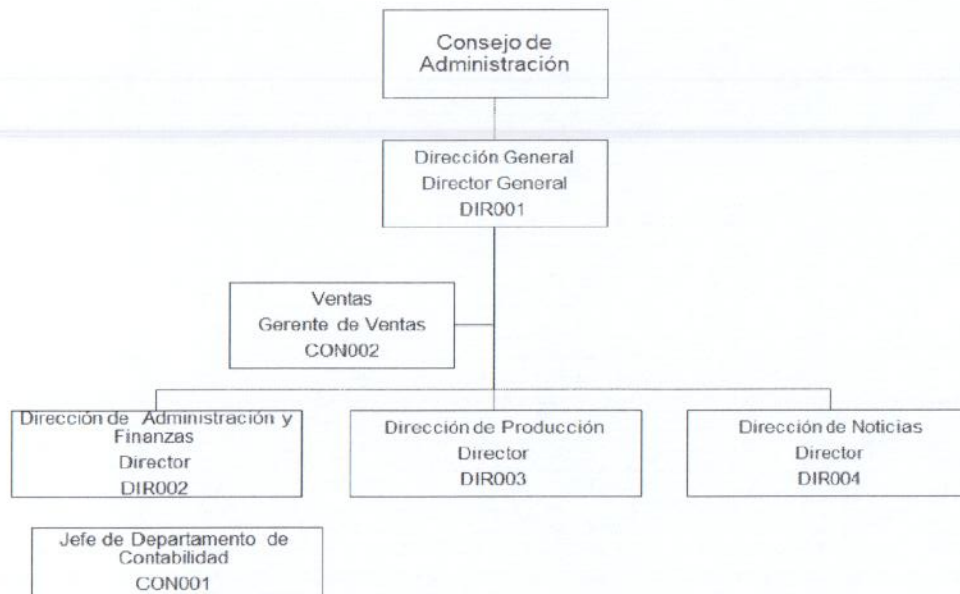 Consejo de
Administración
Dirección General
Director General
DIR001
Ventas
Gerente de Ventas
CON002
Dirección de Administración y
Finanzas
Director
DIR002
Dirección de Producción
Director
DIR003
Dirección de Noticias
Director
DIR004
Jefe de Departamento de
Contabilidad
CON001